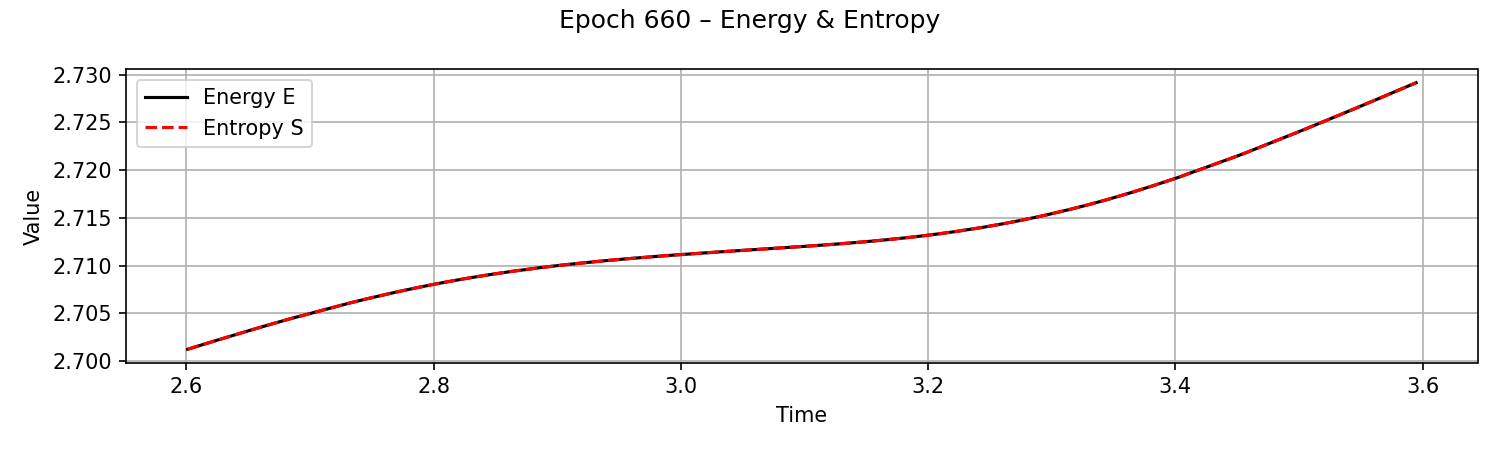 Epoch 660 – Energy & Entropy
2.730
2.725
2.720
2.715
2.710
2.705
2.700
Value
Energy E
Entropy S
2.6 2.8 3.0 3.2 3.4 3.6
Time